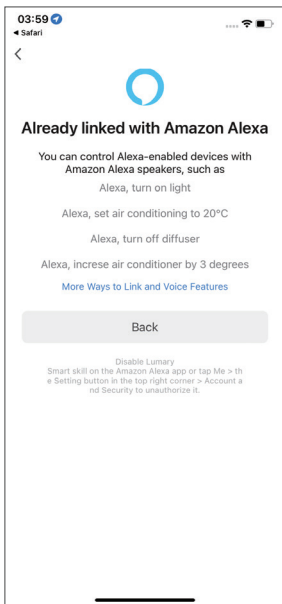 03:59
◀ Safari
Already linked with Amazon Alexa
You can control Alexa-enabled devices with
Amazon Alexa speakers, such as
Alexa, turn on light
Alexa, set air conditioning to 20°C
Alexa, turn off diffuser
Alexa, increse air conditioner by 3 degrees
More Ways to Link and Voice Features
Back
Disable Lumary
Smart skill on the Amazon Alexa app or tap Me > th
e Setting button in the top right corner > Account a
nd Security to unauthorize it.